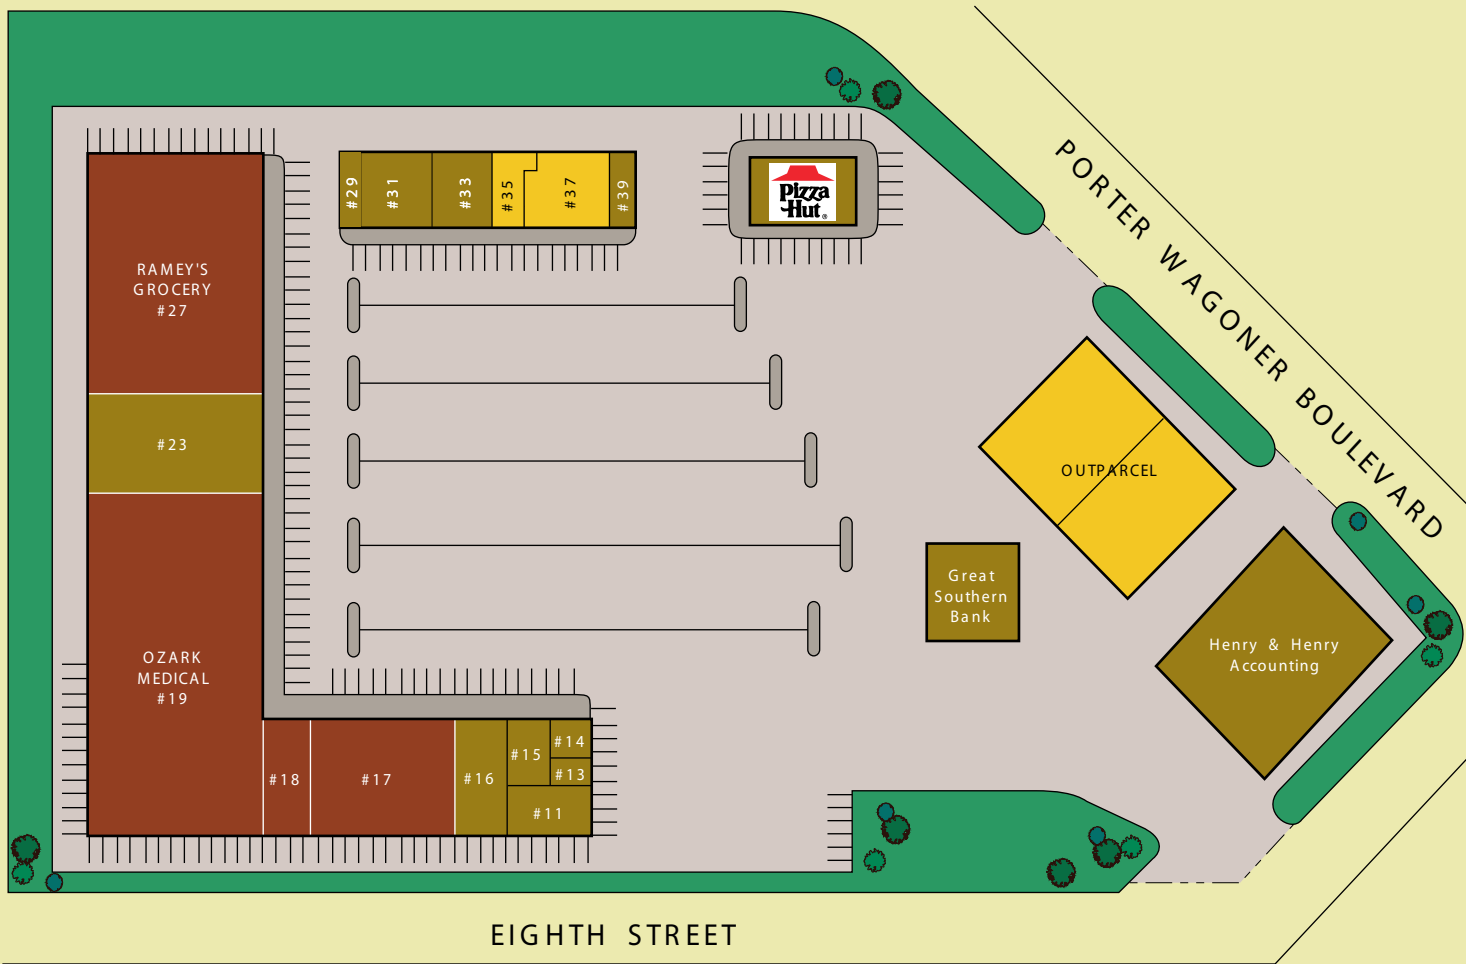 PORTER WAGONER BOULEVARD
#29
#31
#33
#35
#37
#39
Pizza
Hut®
RAMEY'S
GROCERY
#27
#23
OZARK
MEDICAL
#19
#18
#17
#16
#15
#14
#13
#11
OUTPARCEL
Great
Southern
Bank
Henry & Henry
Accounting
EIGHTH STREET